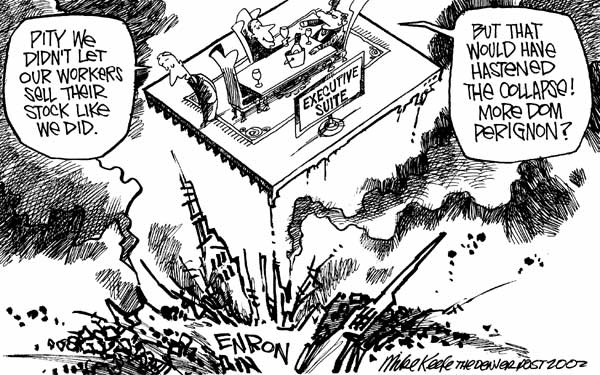 PITY WE
DIDN'T LET
OUR WORKERS
SELL THEIR
STOCK LIKE
WE DID.
BUT THAT
WOULD HAVE
HASTENED
THE COLLAPSE!
MORE DOM
PERIGNON?
EXECUTIVE
SUITE
ENRON
MIKE KEEFE THE DENVER POST 2002